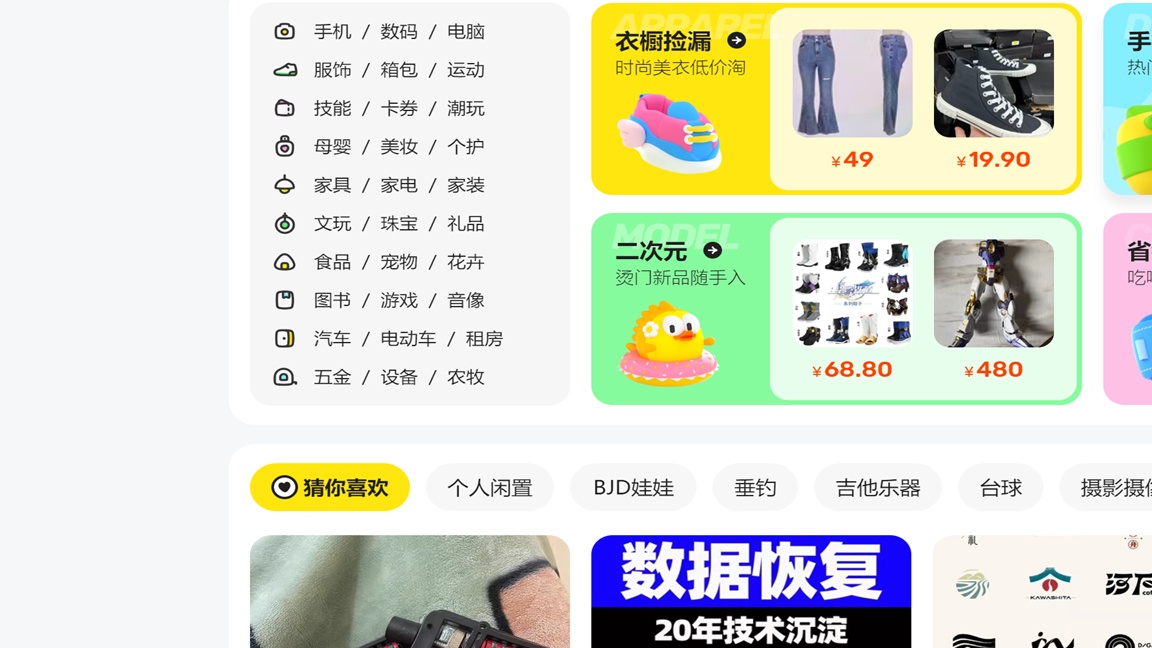 手机 / 数码 / 电脑
服饰 / 箱包 / 运动
技能 / 卡券 / 潮玩
母婴 / 美妆 / 个护
家具 / 家电 / 家装
文玩 / 珠宝 / 礼品
食品 / 宠物 / 花卉
图书 / 游戏 / 音像
汽车 / 电动车 / 租房
五金 / 设备 / 农牧
APPAREL
衣橱捡漏
时尚美衣低价淘
¥49
¥19.90
手
热门
MODEL
二次元
烫门新品随手入
¥68.80
¥480
省
猜你喜欢
个人闲置
BJD娃娃
垂钓
吉他乐器
台球
摄影摄像
数据恢复
20年技术沉淀
KAWASHITA